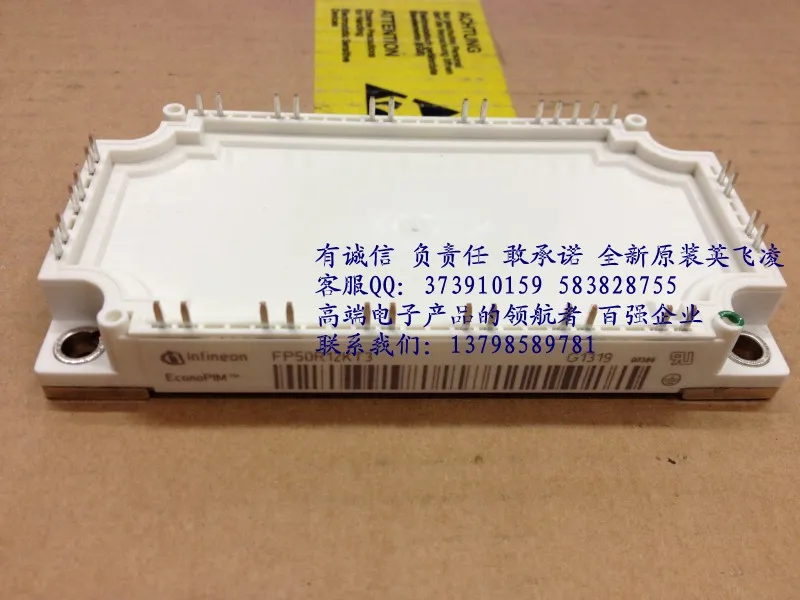 ACHTUNG
ATTENTION
有诚信 负责任 敢承诺 全新原装英飞凌
客服QQ: 373910159 583828755
高端电子产品的领航者 百强企业
联系我们: 13798589781
infineon FP50R12KT3 G1319
EconoPIM™